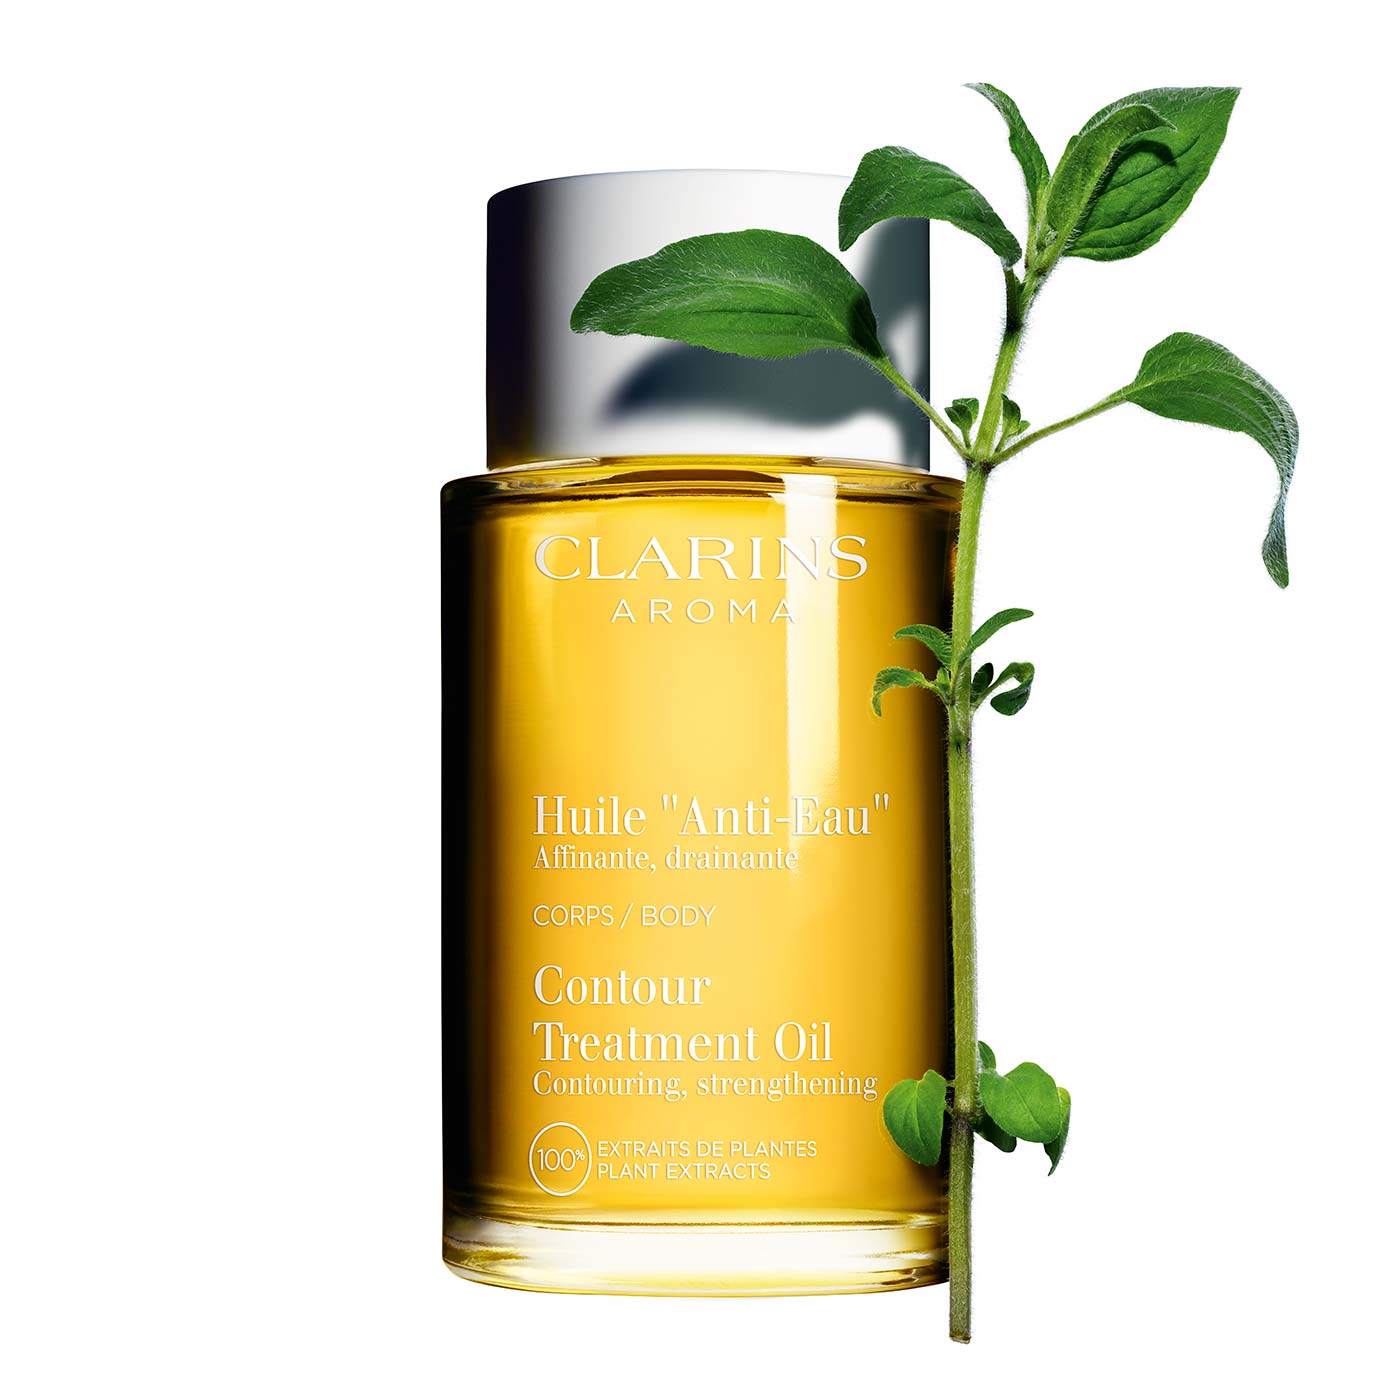 CLARINS
AROMA
Huile "Anti-Eau"
Affinante, drainante
CORPS / BODY
Contour
Treatment Oil
Contouring, strengthening
100%
EXTRAITS DE PLANTES
PLANT EXTRACTS